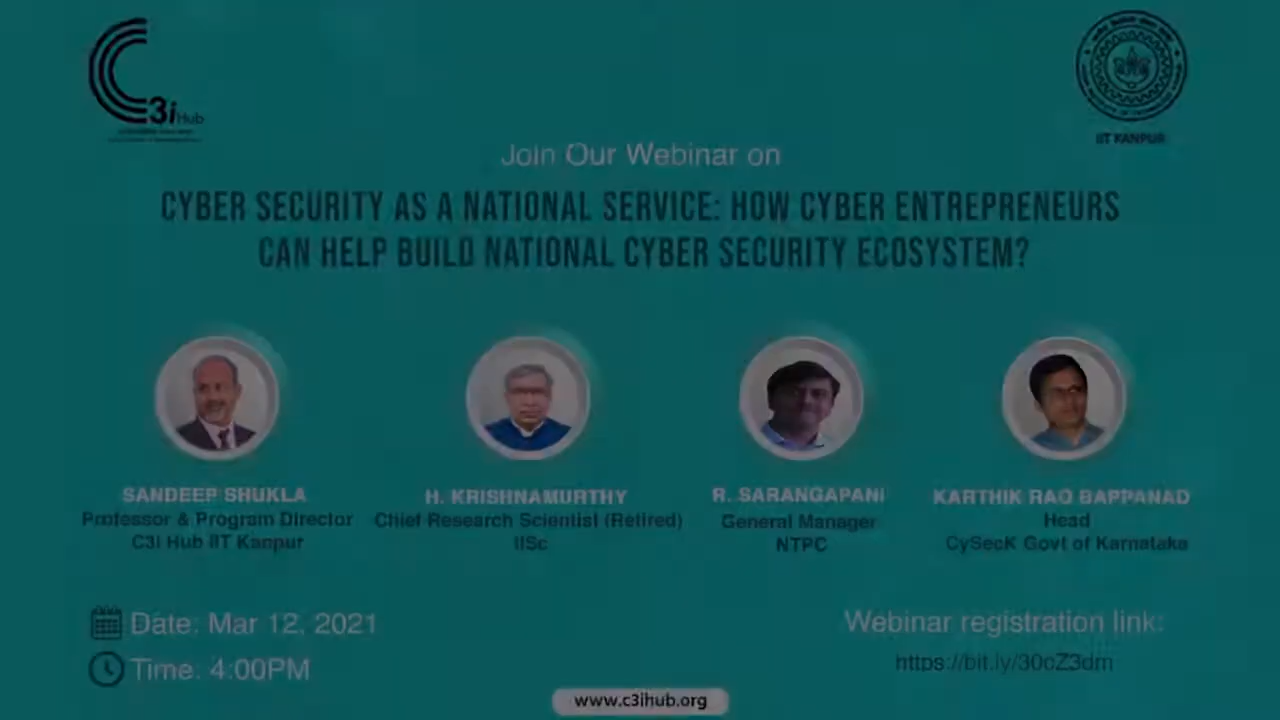 C3iHub
IIT KANPUR
Join Our Webinar on
CYBER SECURITY AS A NATIONAL SERVICE: HOW CYBER ENTREPRENEURS
CAN HELP BUILD NATIONAL CYBER SECURITY ECOSYSTEM?
SANDEEP SHUKLA
Professor & Program Director
C3I Hub IIT Kanpur
H. KRISHNAMURTHY
Chief Research Scientist (Retired)
IISc
R. SARANGAPANI
General Manager
NTPC
KARTHIK RAO BAPPANAD
Head
CySecK Govt of Karnataka
Date: Mar 12, 2021
Time: 4:00PM
Webinar registration link:
www.c3ihub.org